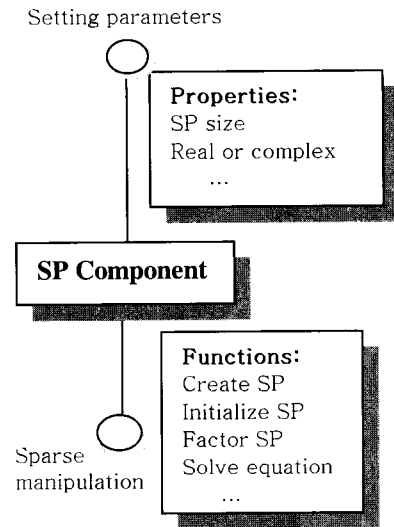 Setting parameters
Properties:
SP size
Real or complex
...
SP Component
Functions:
Create SP
Initialize SP
Factor SP
Solve equation
...
Sparse
manipulation